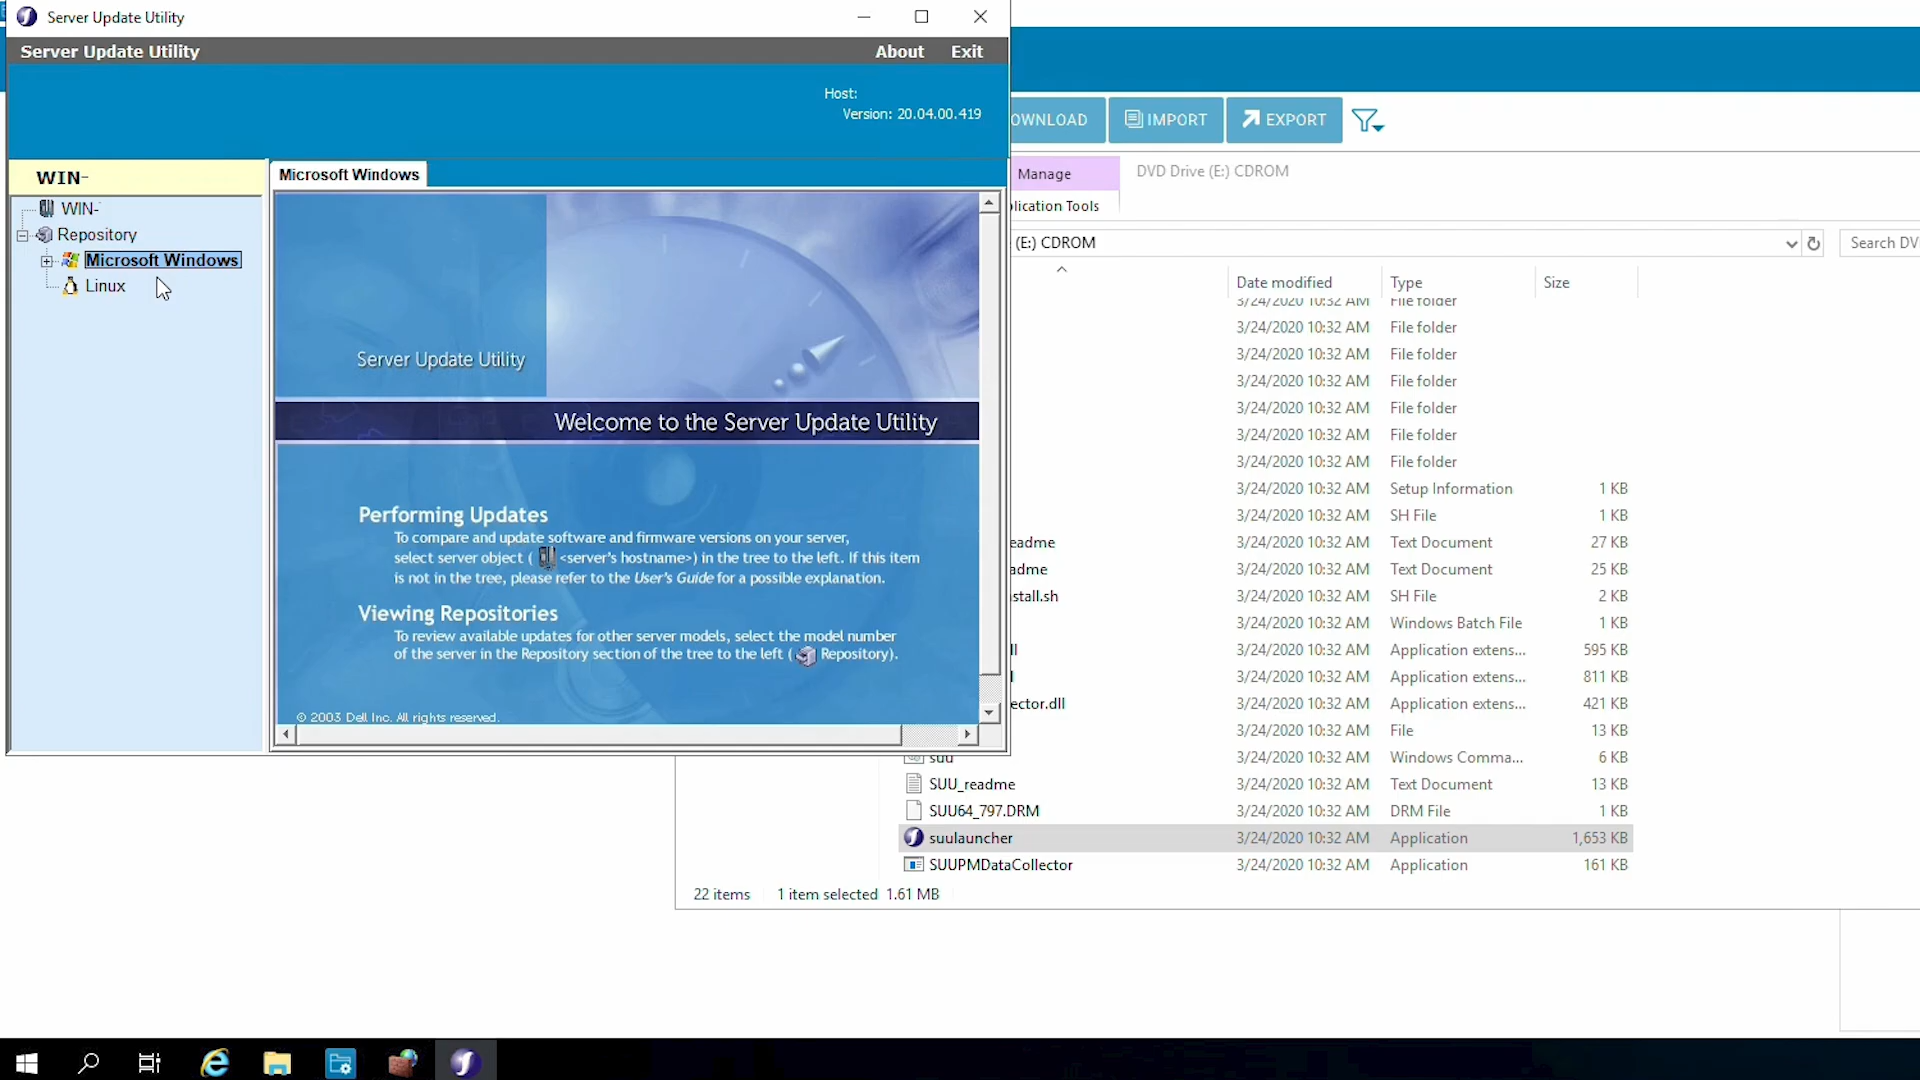 Server Update Utility
Server Update Utility
About Exit
Host:
Version: 20.04.00.419
WIN-
WIN-
Repository
Microsoft Windows
Linux
Microsoft Windows
Server Update Utility
Welcome to the Server Update Utility
Performing Updates
To compare and update software and firmware versions on your server,
select server object ( <server's hostname>) in the tree to the left. If this item
is not in the tree, please refer to the User's Guide for a possible explanation.
Viewing Repositories
To review available updates for other server models, select the model number
of the server in the Repository section of the tree to the left ( Repository).
© 2003 Dell Inc. All rights reserved.
OWNLOAD IMPORT EXPORT
Manage DVD Drive (E:) CDROM
plication Tools
(E:) CDROM Search DV
Date modified Type Size
3/24/2020 10:32 AM File folder
3/24/2020 10:32 AM File folder
3/24/2020 10:32 AM File folder
3/24/2020 10:32 AM File folder
3/24/2020 10:32 AM File folder
3/24/2020 10:32 AM File folder
3/24/2020 10:32 AM File folder
3/24/2020 10:32 AM Setup Information 1 KB
3/24/2020 10:32 AM SH File 1 KB
eadme 3/24/2020 10:32 AM Text Document 27 KB
adme 3/24/2020 10:32 AM Text Document 25 KB
stall.sh 3/24/2020 10:32 AM SH File 2 KB
3/24/2020 10:32 AM Windows Batch File 1 KB
ll 3/24/2020 10:32 AM Application extens... 595 KB
l 3/24/2020 10:32 AM Application extens... 811 KB
ector.dll 3/24/2020 10:32 AM Application extens... 421 KB
3/24/2020 10:32 AM File 13 KB
suu 3/24/2020 10:32 AM Windows Comma... 6 KB
SUU_readme 3/24/2020 10:32 AM Text Document 13 KB
SUU64_797.DRM 3/24/2020 10:32 AM DRM File 1 KB
suulauncher 3/24/2020 10:32 AM Application 1,653 KB
SUUPMDataCollector 3/24/2020 10:32 AM Application 161 KB
22 items 1 item selected 1.61 MB